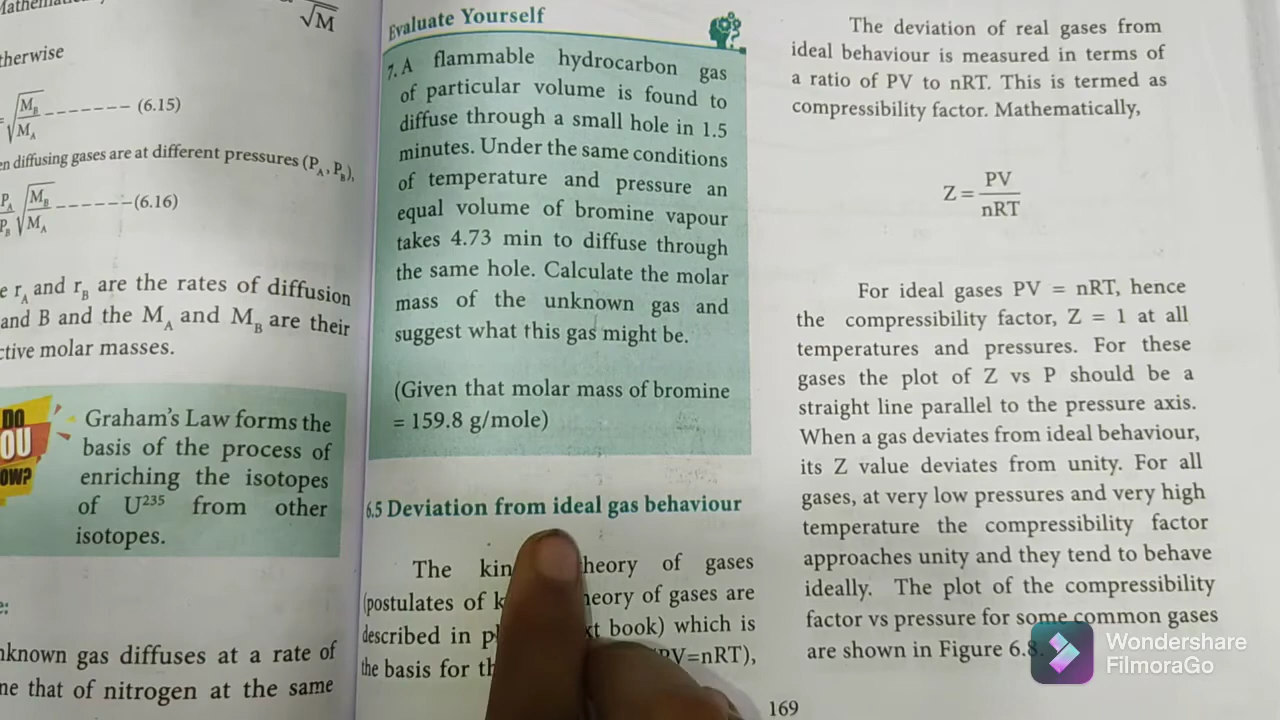 √M
therwise
= √M_B/M_A ------- (6.15)
en diffusing gases are at different pressures (P_A, P_B),
P_A/P_B √M_B/M_A ------(6.16)
e r_A and r_B are the rates of diffusion
and B and the M_A and M_B are their
ctive molar masses.
DO
YOU
OW?
Graham's Law forms the
basis of the process of
enriching the isotopes
of U²³⁵ from other
isotopes.
e:
nknown gas diffuses at a rate of
ne that of nitrogen at the same
Evaluate Yourself
7. A flammable hydrocarbon gas
of particular volume is found to
diffuse through a small hole in 1.5
minutes. Under the same conditions
of temperature and pressure an
equal volume of bromine vapour
takes 4.73 min to diffuse through
the same hole. Calculate the molar
mass of the unknown gas and
suggest what this gas might be.
(Given that molar mass of bromine
= 159.8 g/mole)
6.5 Deviation from ideal gas behaviour
The kin theory of gases
(postulates of k heory of gases are
described in p xt book) which is
the basis for th (PV=nRT),
The deviation of real gases from
ideal behaviour is measured in terms of
a ratio of PV to nRT. This is termed as
compressibility factor. Mathematically,
Z = PV/nRT
For ideal gases PV = nRT, hence
the compressibility factor, Z = 1 at all
temperatures and pressures. For these
gases the plot of Z vs P should be a
straight line parallel to the pressure axis.
When a gas deviates from ideal behaviour,
its Z value deviates from unity. For all
gases, at very low pressures and very high
temperature the compressibility factor
approaches unity and they tend to behave
ideally. The plot of the compressibility
factor vs pressure for some common gases
are shown in Figure 6.8.
169
Wondershare
FilmoraGo